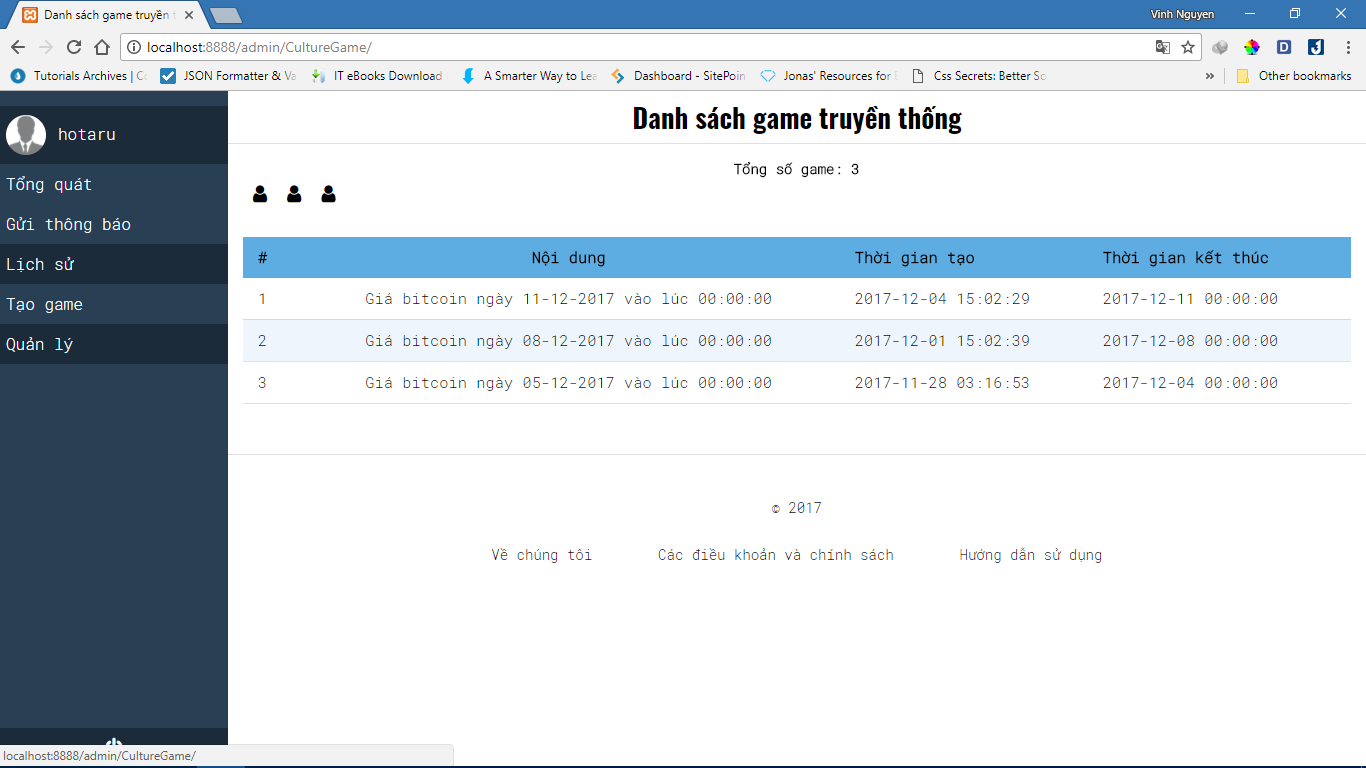 Danh sách game truyền t
Vinh Nguyen
localhost:8888/admin/CultureGame/
Tutorials Archives | Co
JSON Formatter & Va
IT eBooks Download
A Smarter Way to Lea
Dashboard - SitePoin
Jonas' Resources for E
Css Secrets: Better So
»
Other bookmarks
hotaru
Tổng quát
Gửi thông báo
Lịch sử
Tạo game
Quản lý
Danh sách game truyền thống
Tổng số game: 3
# Nội dung Thời gian tạo Thời gian kết thúc
1 Giá bitcoin ngày 11-12-2017 vào lúc 00:00:00 2017-12-04 15:02:29 2017-12-11 00:00:00
2 Giá bitcoin ngày 08-12-2017 vào lúc 00:00:00 2017-12-01 15:02:39 2017-12-08 00:00:00
3 Giá bitcoin ngày 05-12-2017 vào lúc 00:00:00 2017-11-28 03:16:53 2017-12-04 00:00:00
© 2017
Về chúng tôi Các điều khoản và chính sách Hướng dẫn sử dụng
localhost:8888/admin/CultureGame/